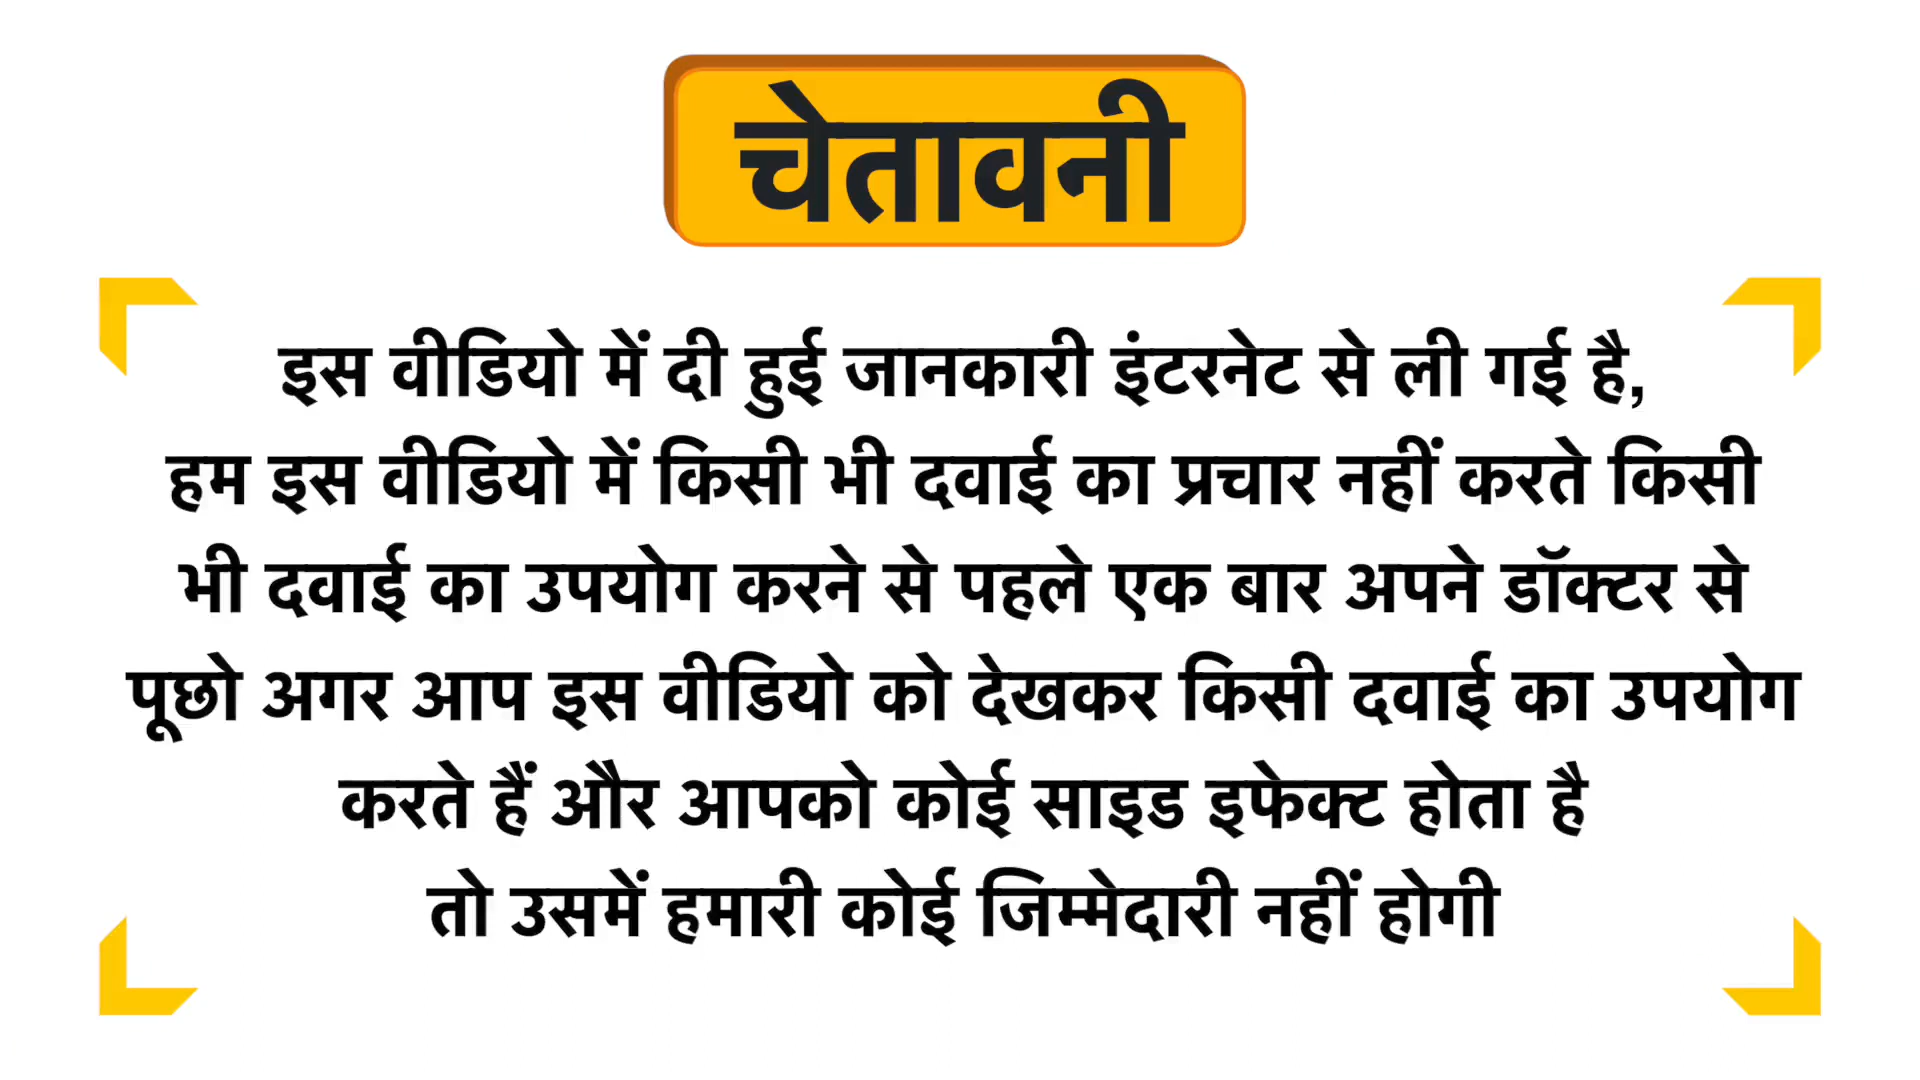 चेतावनी
इस वीडियो में दी हुई जानकारी इंटरनेट से ली गई है,
हम इस वीडियो में किसी भी दवाई का प्रचार नहीं करते किसी
भी दवाई का उपयोग करने से पहले एक बार अपने डॉक्टर से
पूछो अगर आप इस वीडियो को देखकर किसी दवाई का उपयोग
करते हैं और आपको कोई साइड इफेक्ट होता है
तो उसमें हमारी कोई जिम्मेदारी नहीं होगी